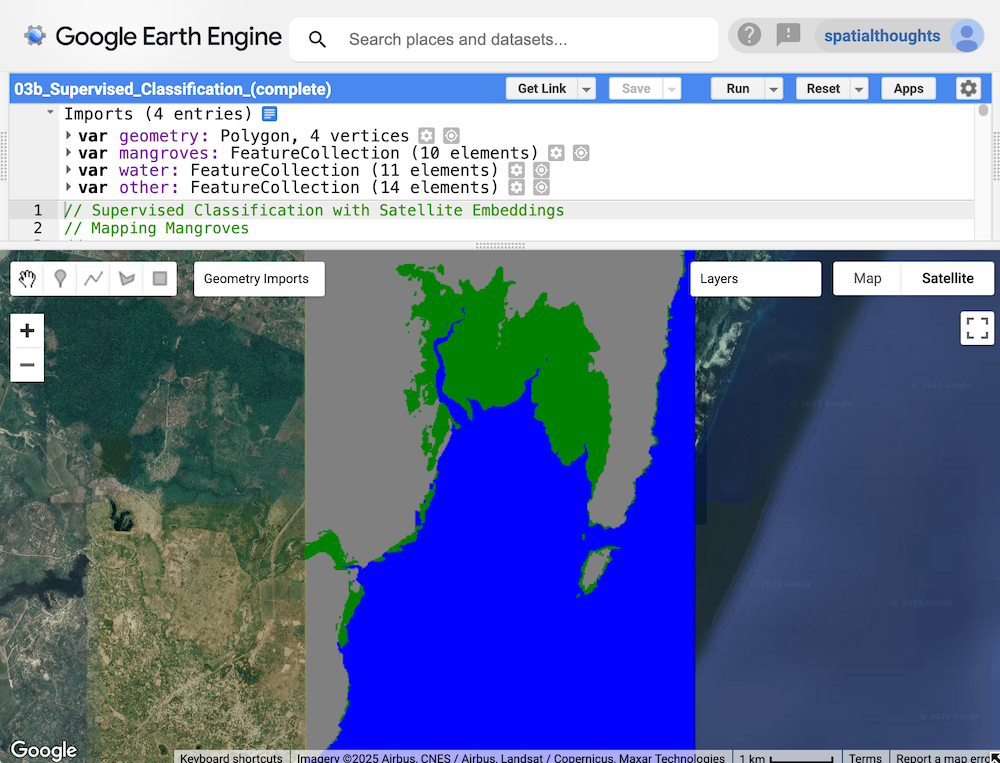 Google Earth Engine
Search places and datasets...
spatialthoughts
03b_Supervised_Classification_(complete)
Get Link
Save
Run
Reset
Apps
Imports (4 entries)
var geometry: Polygon, 4 vertices
var mangroves: FeatureCollection (10 elements)
var water: FeatureCollection (11 elements)
var other: FeatureCollection (14 elements)
1 // Supervised Classification with Satellite Embeddings
2 // Mapping Mangroves
Geometry Imports
Layers
Map
Satellite
© 2025 Google
© 2025 Google
© 2025 Google
© 2025 Google
© 2025 Google
Google
Keyboard shortcuts
Imagery ©2025 Airbus, CNES / Airbus, Landsat / Copernicus, Maxar Technologies
1 km
Terms
Report a map erro